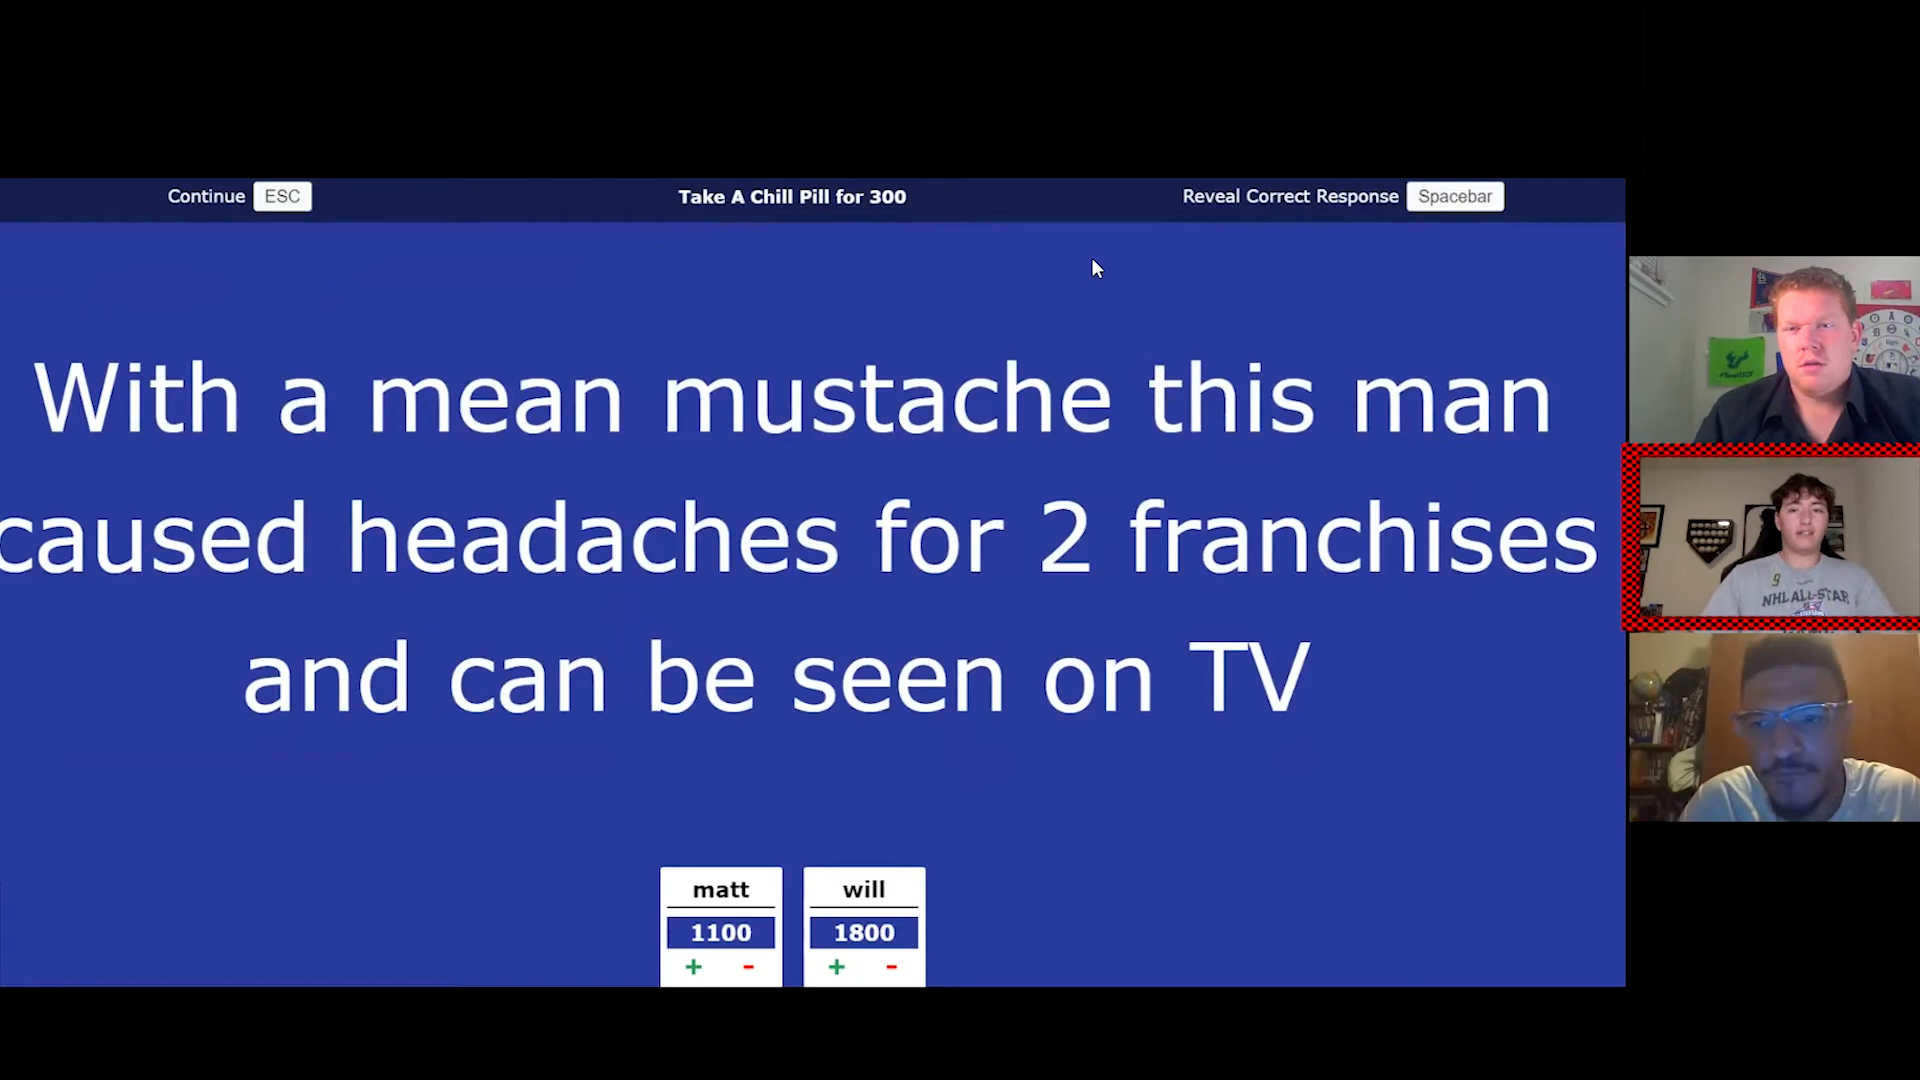 Continue ESC Take A Chill Pill for 300 Reveal Correct Response Spacebar
With a mean mustache this man
caused headaches for 2 franchises
and can be seen on TV
9
NHL ALL-STAR
matt will
1100 1800
+ - + -